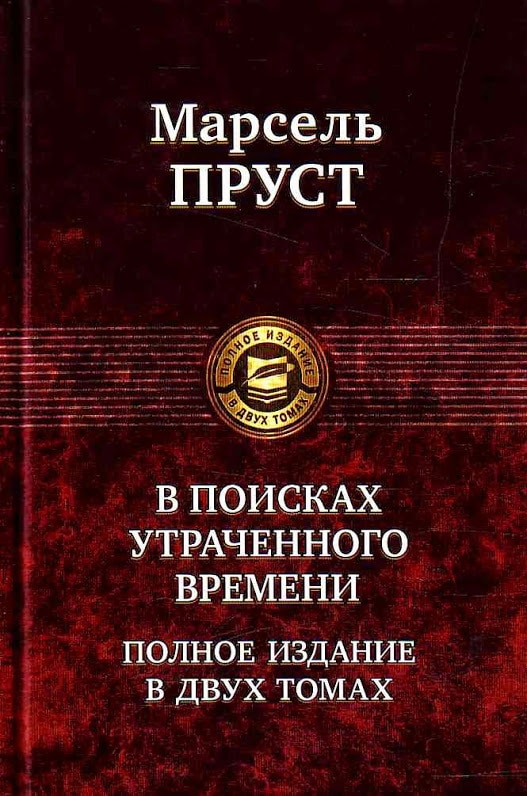 Марсель
ПРУСТ
ПОЛНОЕ ИЗДАНИЕ
В ДВУХ ТОМАХ
В ПОИСКАХ
УТРАЧЕННОГО
ВРЕМЕНИ
ПОЛНОЕ ИЗДАНИЕ
В ДВУХ ТОМАХ